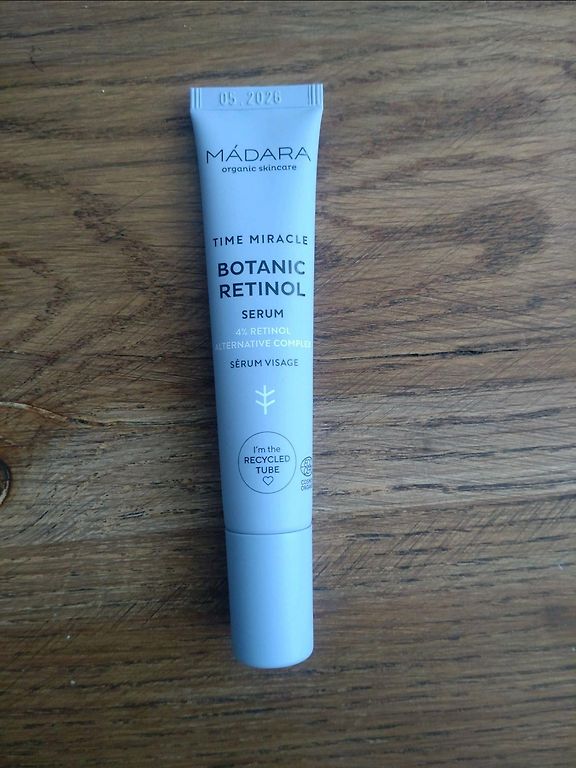 05.2026
MÁDARA
organic skincare
TIME MIRACLE
BOTANIC
RETINOL
SERUM
4% RETINOL
ALTERNATIVE COMPLEX
SÉRUM VISAGE
I'm the
RECYCLED
TUBE